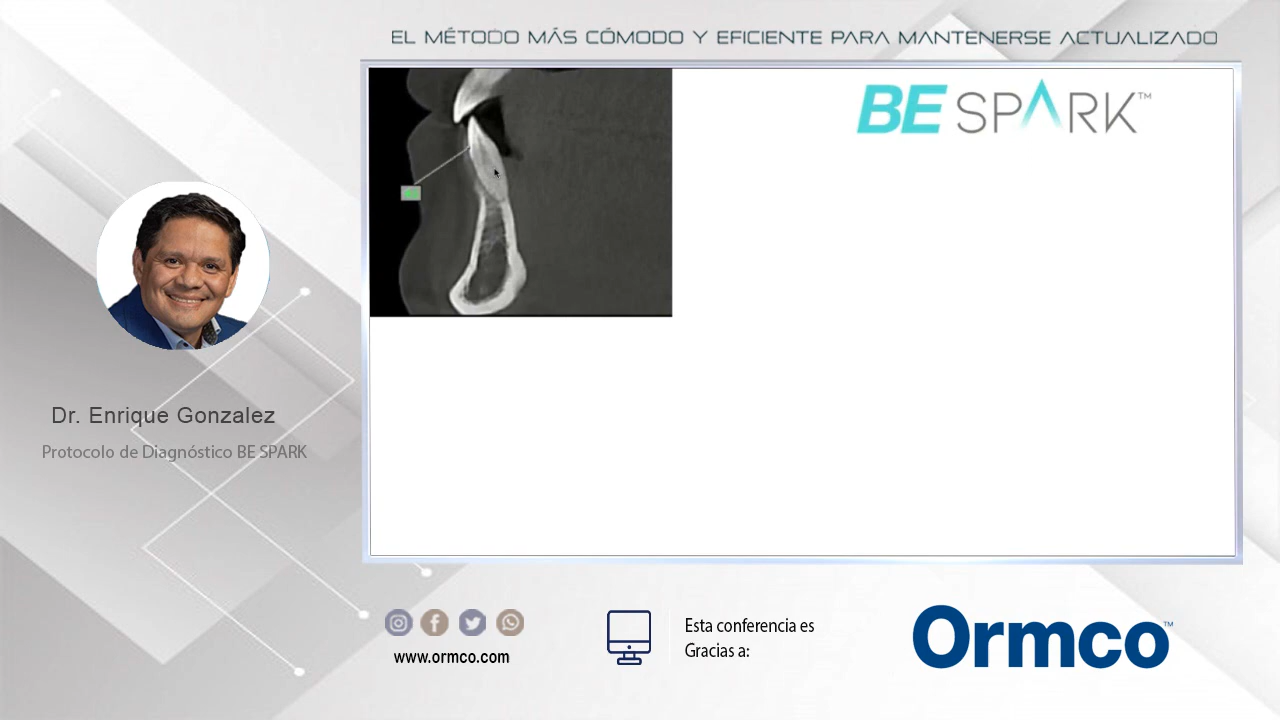 EL MÉTODO MÁS CÓMODO Y EFICIENTE PARA MANTENERSE ACTUALIZADO
BE SPARK™
Dr. Enrique Gonzalez
Protocolo de Diagnóstico BE SPARK
www.ormco.com
Esta conferencia es
Gracias a:
Ormco™